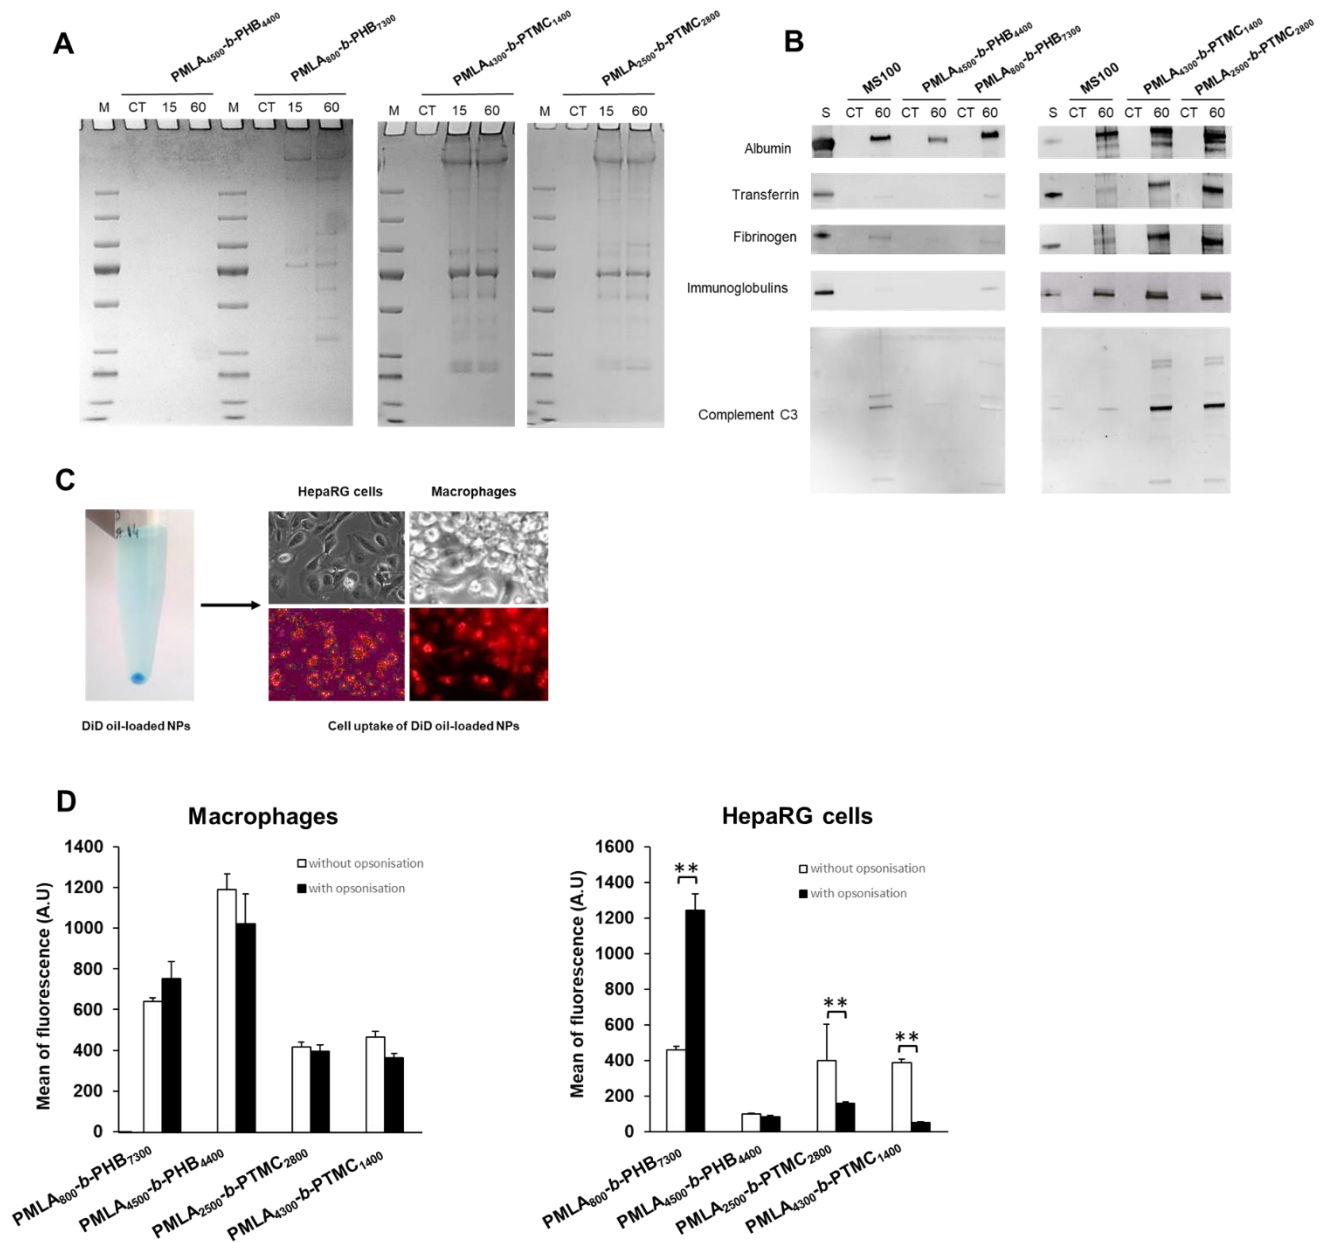 A
PMLA4500-b-PHB4400
PMLA800-b-PHB7300
PMLA4300-b-PTMC1400
PMLA2500-b-PTMC2800
M CT 15 60 M CT 15 60 M CT 15 60 M CT 15 60
B
MS100
PMLA4500-b-PHB4400
PMLA800-b-PHB7300
MS100
PMLA4300-b-PTMC1400
PMLA2500-b-PTMC2800
S CT 60 CT 60 CT 60 S CT 60 CT 60 CT 60
Albumin
Transferrin
Fibrinogen
Immunoglobulins
Complement C3
C
HepaRG cells Macrophages
DiD oil-loaded NPs
Cell uptake of DiD oil-loaded NPs
D
Macrophages
Mean of fluorescence (A.U)
1400
1200
1000
800
600
400
200
0
without opsonisation
with opsonisation
PMLA800-b-PHB7300
PMLA4500-b-PHB4400
PMLA2500-b-PTMC2800
PMLA4300-b-PTMC1400
HepaRG cells
Mean of fluorescence (A.U)
1600
1400
1200
1000
800
600
400
200
0
without opsonisation
with opsonisation
**
**
**
PMLA800-b-PHB7300
PMLA4500-b-PHB4400
PMLA2500-b-PTMC2800
PMLA4300-b-PTMC1400